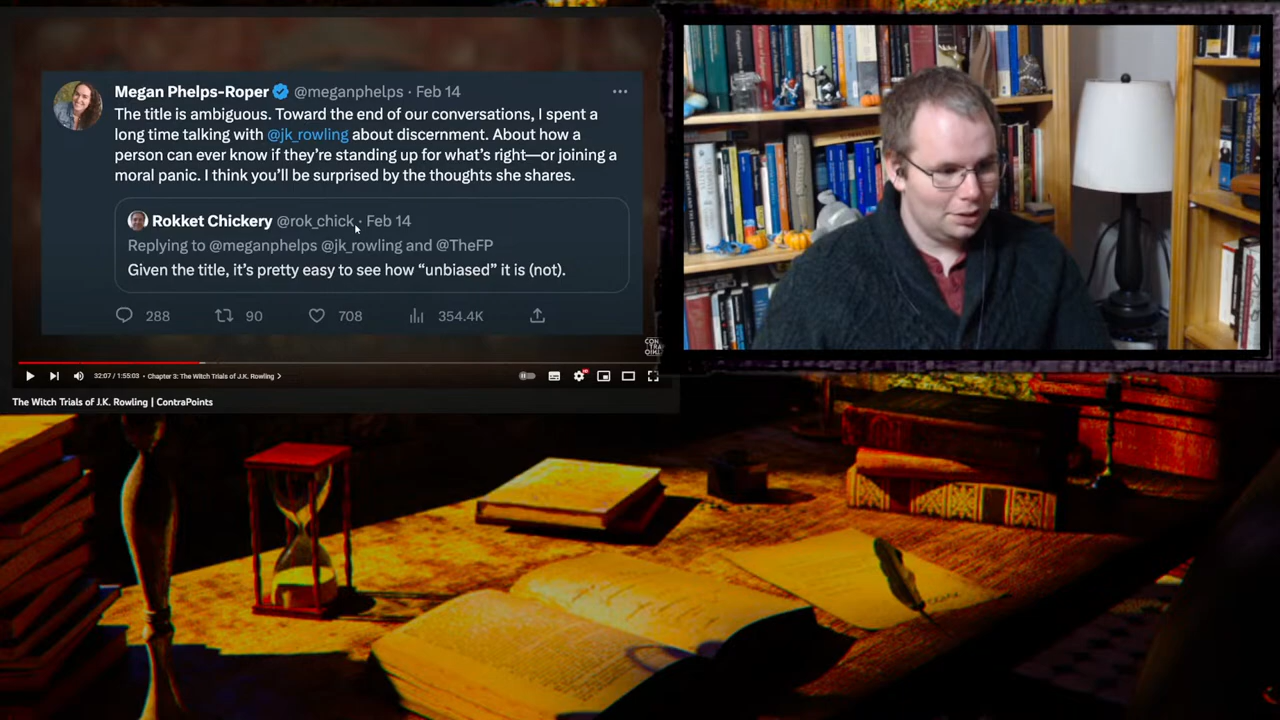 Megan Phelps-Roper @meganphelps · Feb 14
The title is ambiguous. Toward the end of our conversations, I spent a
long time talking with @jk_rowling about discernment. About how a
person can ever know if they're standing up for what's right—or joining a
moral panic. I think you'll be surprised by the thoughts she shares.
Rokket Chickery @rok_chick · Feb 14
Replying to @meganphelps @jk_rowling and @TheFP
Given the title, it's pretty easy to see how “unbiased” it is (not).
288 90 708 354.4K
32:07 / 1:55:03 • Chapter 3: The Witch Trials of J.K. Rowling >
The Witch Trials of J.K. Rowling | ContraPoints